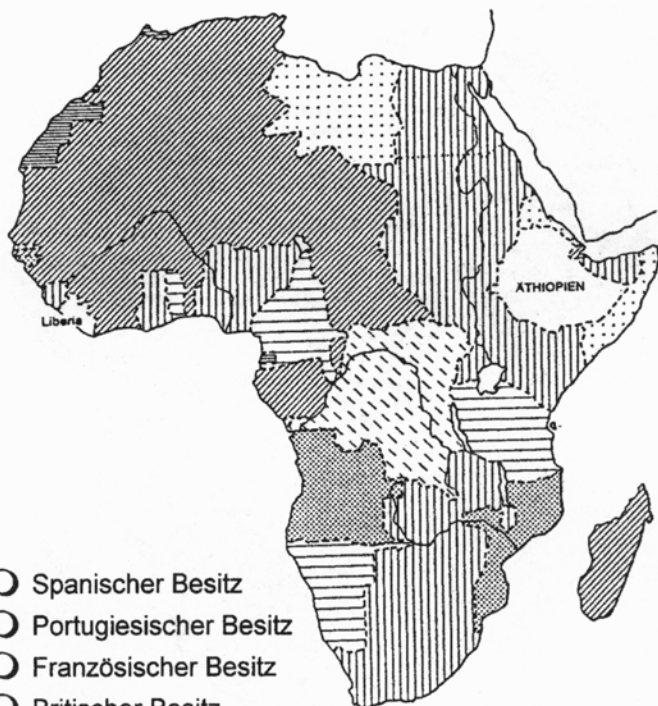 ÄTHIOPIEN
Liberia
Spanischer Besitz
Portugiesischer Besitz
Französischer Besitz
Britischer Besitz